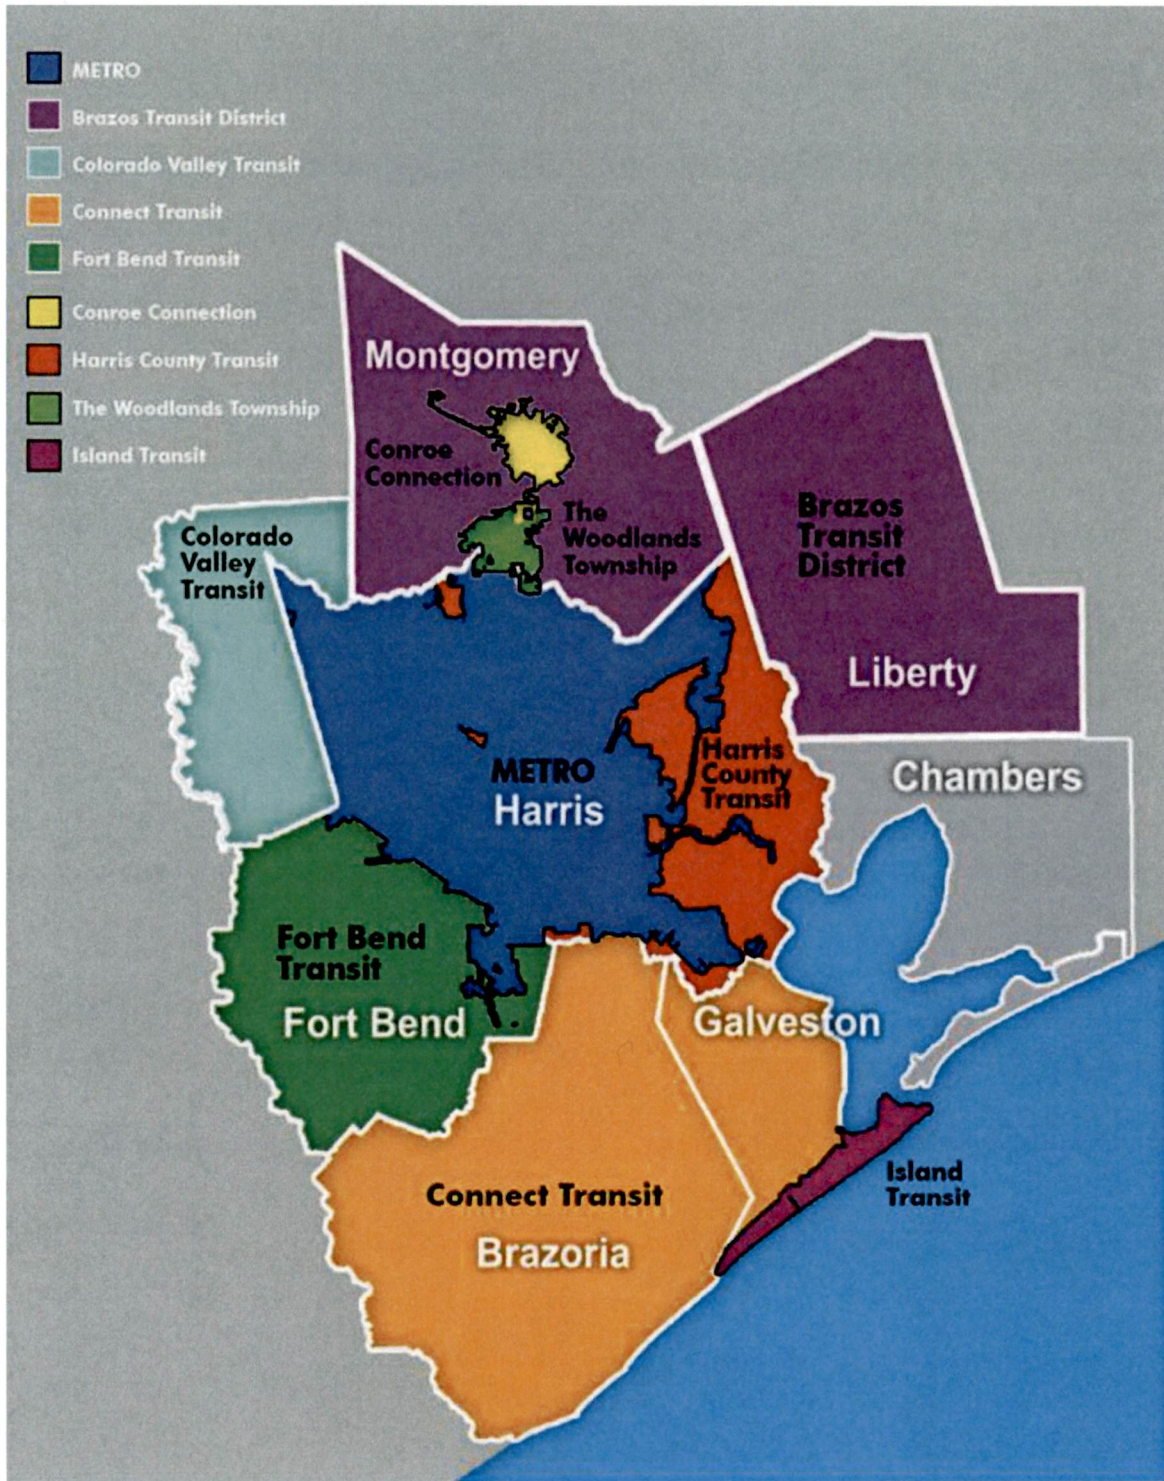 METRO
Brazos Transit District
Colorado Valley Transit
Connect Transit
Fort Bend Transit
Conroe Connection
Harris County Transit
The Woodlands Township
Island Transit
Montgomery
Conroe
Connection
The
Woodlands
Township
Brazos
Transit
District
Colorado
Valley
Transit
Liberty
Harris
County
Transit
METRO
Harris
Chambers
Fort Bend
Transit
Fort Bend
Galveston
Island
Transit
Connect Transit
Brazoria